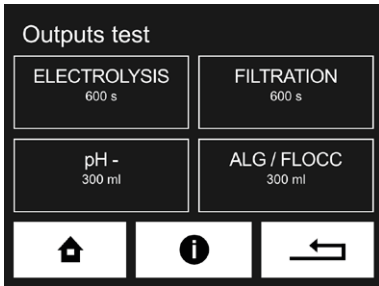 Outputs test
ELECTROLYSIS
600 s
FILTRATION
600 s
pH -
300 ml
ALG / FLOCC
300 ml
i